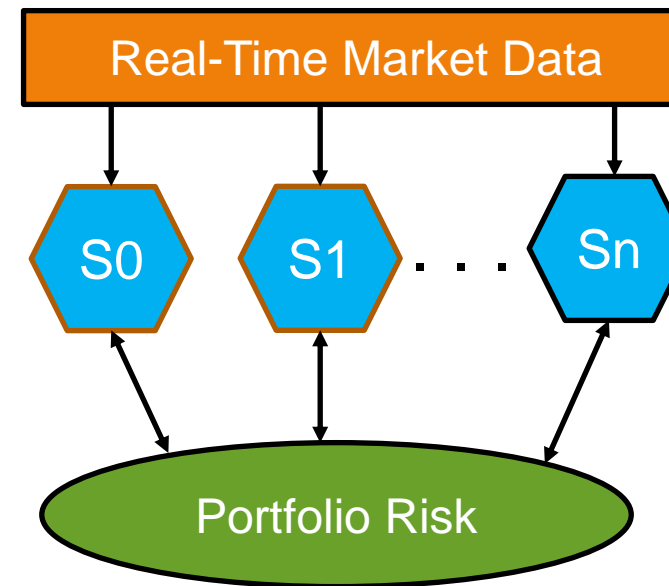 Real-Time Market Data
S0 S1 . . . Sn
Portfolio Risk